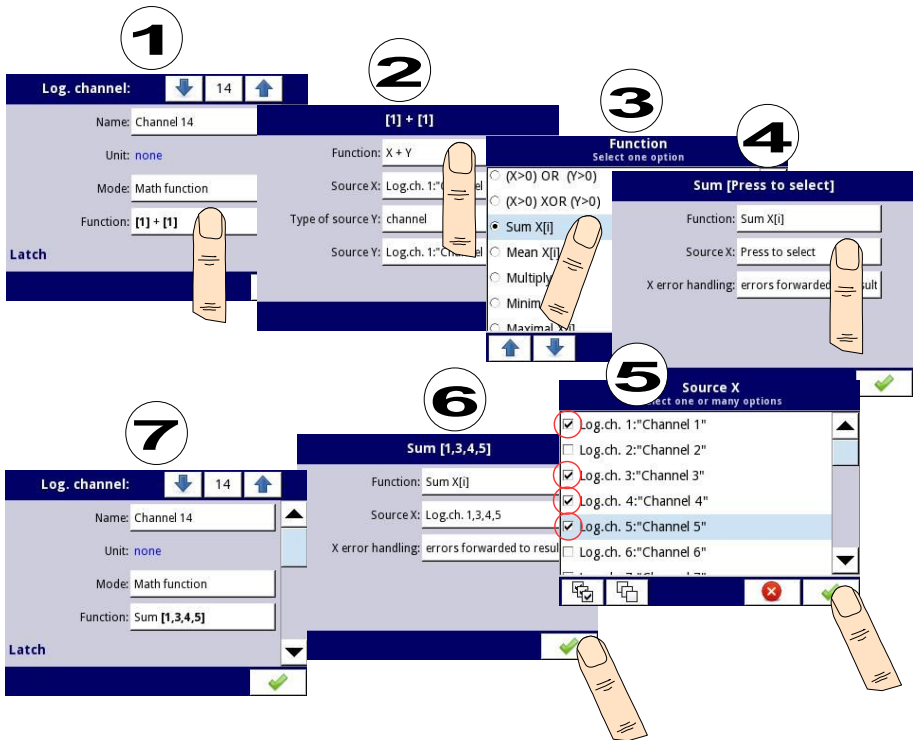 1
Log. channel: 14
Name: Channel 14
Unit: none
Mode: Math function
Function: [1] + [1]
Latch
2
[1] + [1]
Function: X + Y
Source X: Log.ch. 1:"
Type of source Y: channel
Source Y: Log.ch. 1:"Ch el
3
Function
Select one option
(X>0) OR (Y>0)
(X>0) XOR (Y>0)
Sum X[i]
Mean X[i]
Multiply
Minim
Maximal X[i]
4
Sum [Press to select]
Function: Sum X[i]
Source X: Press to select
X error handling: errors forwarded sult
5
Source X
ect one or many options
Log.ch. 1:"Channel 1"
Log.ch. 2:"Channel 2"
Log.ch. 3:"Channel 3"
Log.ch. 4:"Channel 4"
Log.ch. 5:"Channel 5"
Log.ch. 6:"Channel 6"
6
Sum [1,3,4,5]
Function: Sum X[i]
Source X: Log.ch. 1,3,4,5
X error handling: errors forwarded to resul
7
Log. channel: 14
Name: Channel 14
Unit: none
Mode: Math function
Function: Sum [1,3,4,5]
Latch